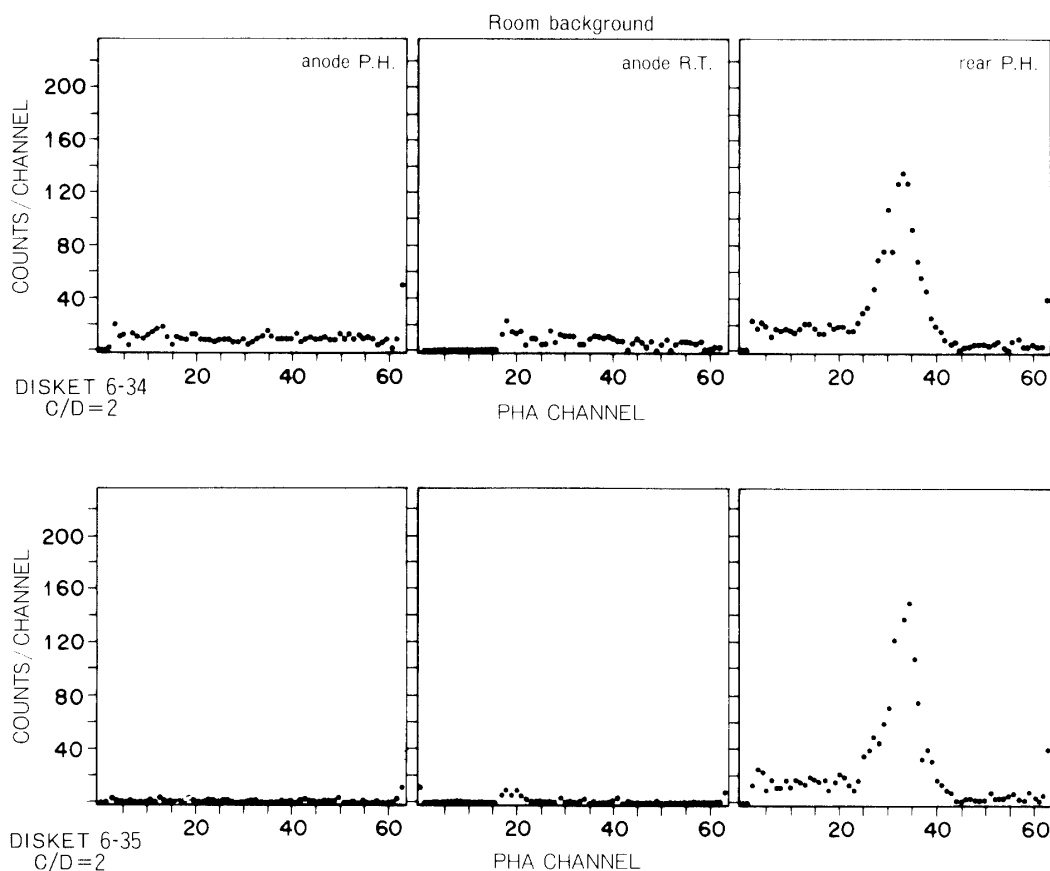 Room background
anode P.H.
anode R.T.
rear P.H.
COUNTS/CHANNEL
200
160
120
80
40
20 40 60 20 40 60 20 40 60
DISKET 6-34
C/D=2
PHA CHANNEL
COUNTS/CHANNEL
200
160
120
80
40
20 40 60 20 40 60 20 40 60
DISKET 6-35
C/D=2
PHA CHANNEL